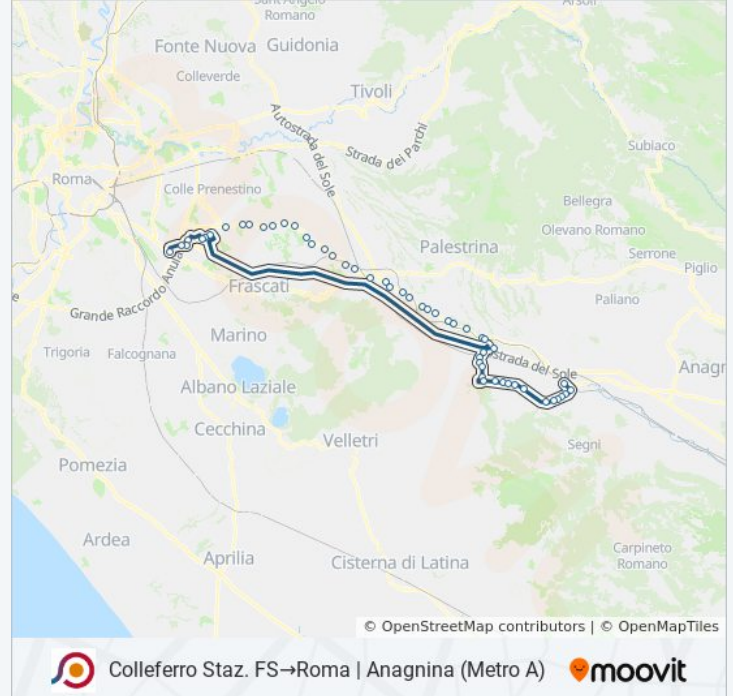 Sant'Angelo
Romano
Arsoli
Fonte Nuova
Guidonia
Colleverde
Tivoli
Autostrada del Sole
Strada dei Parchi
Subiaco
Roma
Colle Prenestino
Bellegra
Olevano Romano
Palestrina
Serrone
Piglio
Grande Raccordo Anula
Frascati
Paliano
Marino
Trigoria
Falcognana
strada del Sole
Anagr
Albano Laziale
Cecchina
Velletri
Segni
Pomezia
Ardea
Aprilia
Cisterna di Latina
Carpineto
Romano
© OpenStreetMap contributors | © OpenMapTiles
Colleferro Staz. FS→Roma | Anagnina (Metro A)
moovit